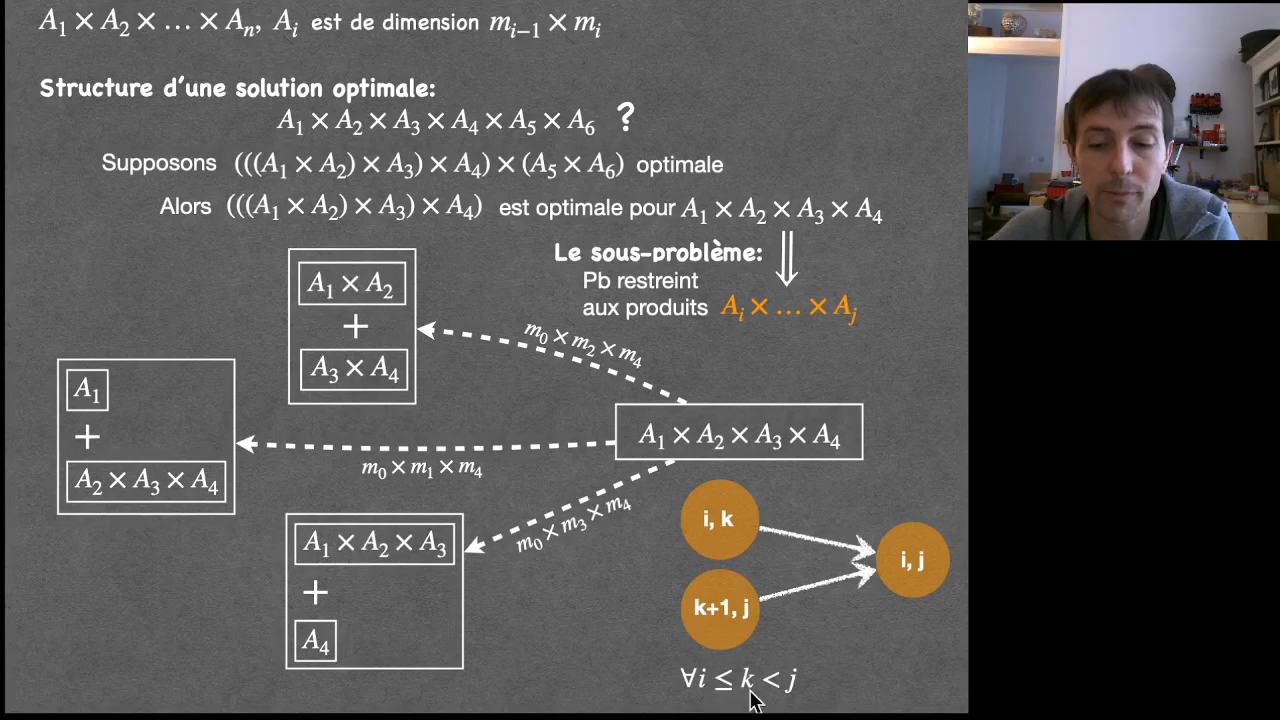 A₁ × A₂ × … × Aₙ, Aᵢ est de dimension mᵢ₋₁ × mᵢ
Structure d'une solution optimale:
A₁ × A₂ × A₃ × A₄ × A₅ × A₆ ?
Supposons (((A₁ × A₂) × A₃) × A₄) × (A₅ × A₆) optimale
Alors (((A₁ × A₂) × A₃) × A₄) est optimale pour A₁ × A₂ × A₃ × A₄
Le sous-problème:
Pb restreint
aux produits Aᵢ × … × Aⱼ
A₁ × A₂
+
A₃ × A₄
m₀ × m₂ × m₄
A₁
+
A₂ × A₃ × A₄
m₀ × m₁ × m₄
A₁ × A₂ × A₃ × A₄
A₁ × A₂ × A₃
+
A₄
m₀ × m₃ × m₄
i, k
i, j
k+1, j
∀i ≤ k < j